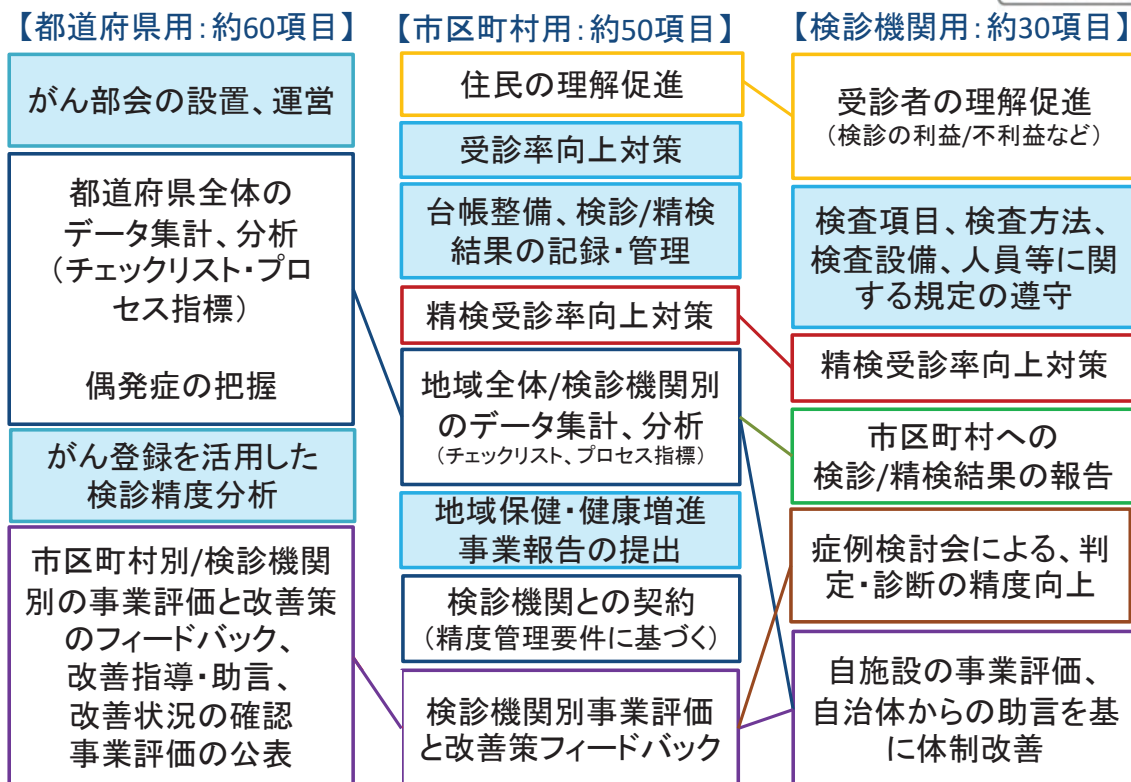 【都道府県用:約60項目】
がん部会の設置、運営
都道府県全体の
データ集計、分析
(チェックリスト・プロ
セス指標)
偶発症の把握
がん登録を活用した
検診精度分析
市区町村別/検診機関
別の事業評価と改善策
のフィードバック、
改善指導・助言、
改善状況の確認
事業評価の公表
【市区町村用:約50項目】
住民の理解促進
受診率向上対策
台帳整備、検診/精検
結果の記録・管理
精検受診率向上対策
地域全体/検診機関別
のデータ集計、分析
(チェックリスト、プロセス指標)
地域保健・健康増進
事業報告の提出
検診機関との契約
(精度管理要件に基づく)
検診機関別事業評価
と改善策フィードバック
【検診機関用:約30項目】
受診者の理解促進
(検診の利益/不利益など)
検査項目、検査方法、
検査設備、人員等に関
する規定の遵守
精検受診率向上対策
市区町村への
検診/精検結果の報告
症例検討会による、判
定・診断の精度向上
自施設の事業評価、
自治体からの助言を基
に体制改善